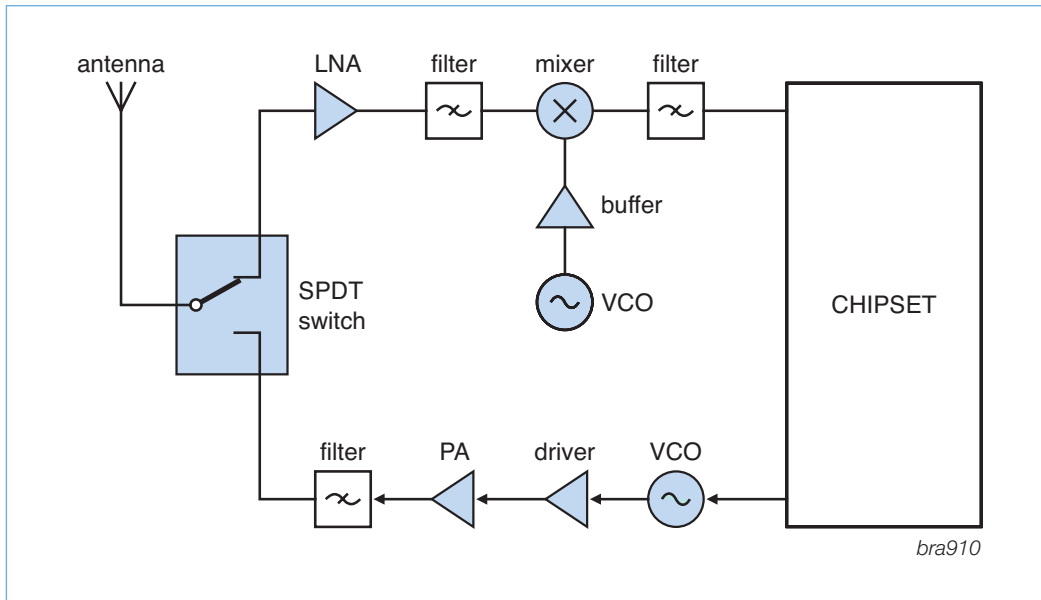 antenna
LNA
filter
mixer
filter
buffer
VCO
SPDT
switch
CHIPSET
filter
PA
driver
VCO
bra910